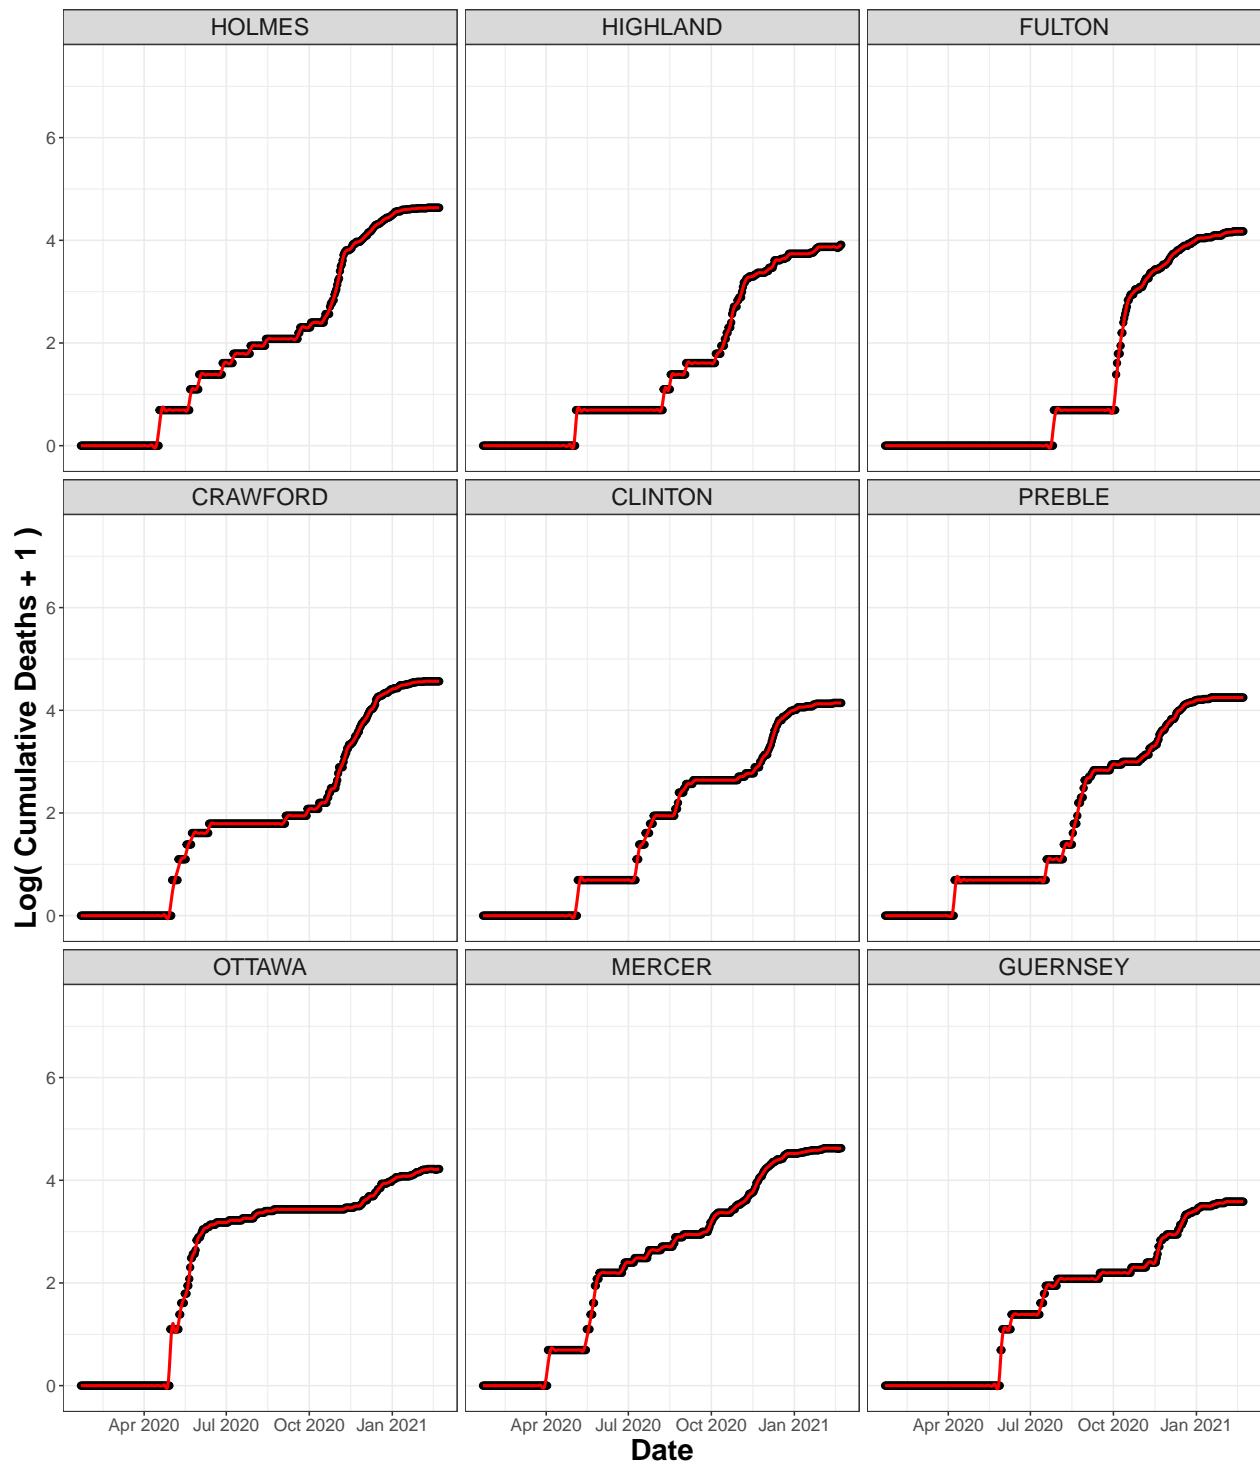 HOLMES HIGHLAND FULTON
6
4
2
0
CRAWFORD CLINTON PREBLE
6
4
2
0
Log( Cumulative Deaths + 1 )
OTTAWA MERCER GUERNSEY
6
4
2
0
Apr 2020 Jul 2020 Oct 2020 Jan 2021 Apr 2020 Jul 2020 Oct 2020 Jan 2021 Apr 2020 Jul 2020 Oct 2020 Jan 2021
Date